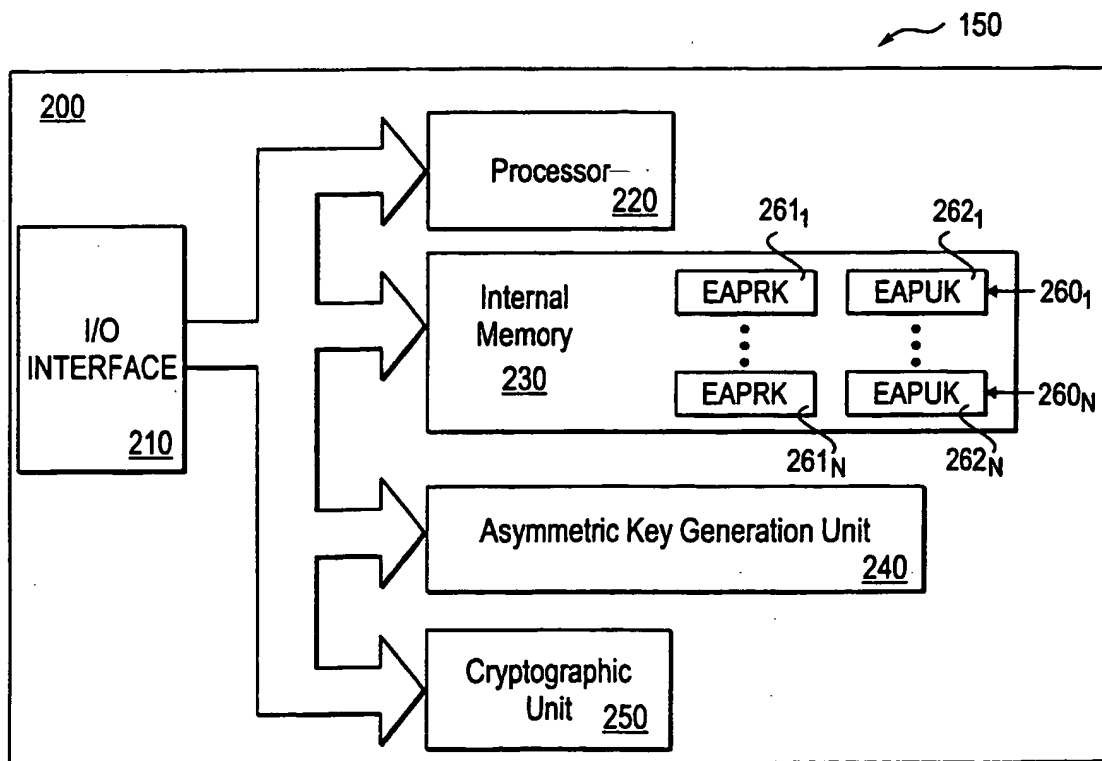 150
200
Processor
220
261₁
262₁
EAPRK
EAPUK
260₁
Internal
Memory
230
I/O
INTERFACE
210
EAPRK
EAPUK
260N
261N
262N
Asymmetric Key Generation Unit
240
Cryptographic
Unit
250